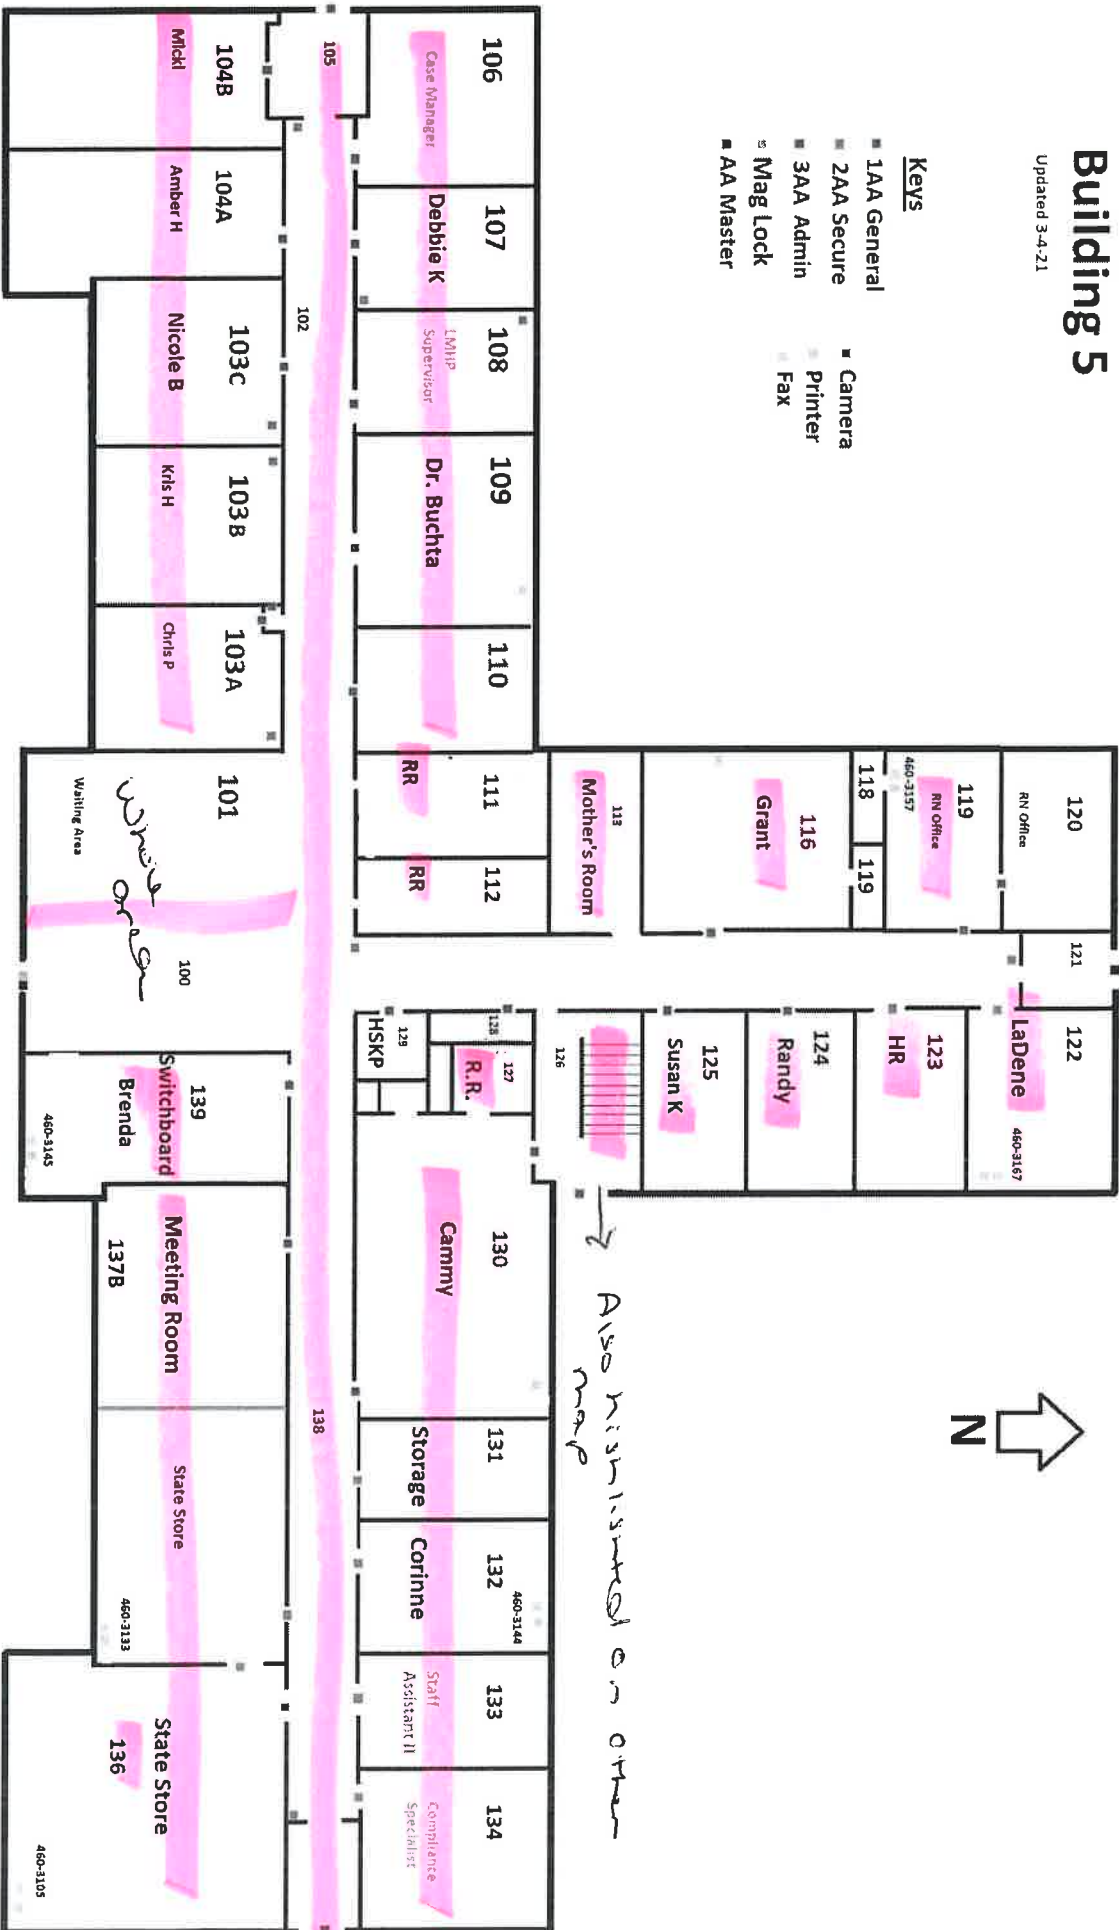 Building 5
Updated 3-4-21
Keys
1AA General
2AA Secure
3AA Admin
Mag Lock
AA Master
Camera
Printer
Fax
N
120
RN Office
121
122
LaDene
460-3167
119
RN Office
460-3157
123
HR
118
119
116
Grant
124
Randy
113
Mother's Room
125
Susan K
126
Also hishlishted on other
map
106
Case Manager
107
Debbie K
108
LMHP
Supervisor
109
Dr. Buchta
110
111
RR
112
RR
128
127
R.R.
129
HSKP
130
Cammy
131
Storage
132
Corinne
460-3144
133
Staff
Assistant II
134
Compliance
Specialist
105
102
138
104B
Micki
104A
Amber H
103C
Nicole B
103B
Kris H
103A
Chris P
101
Waiting Area
Whole
area
100
139
Switchboard
Brenda
460-3145
Meeting Room
137B
State Store
460-3133
State Store
136
460-3105